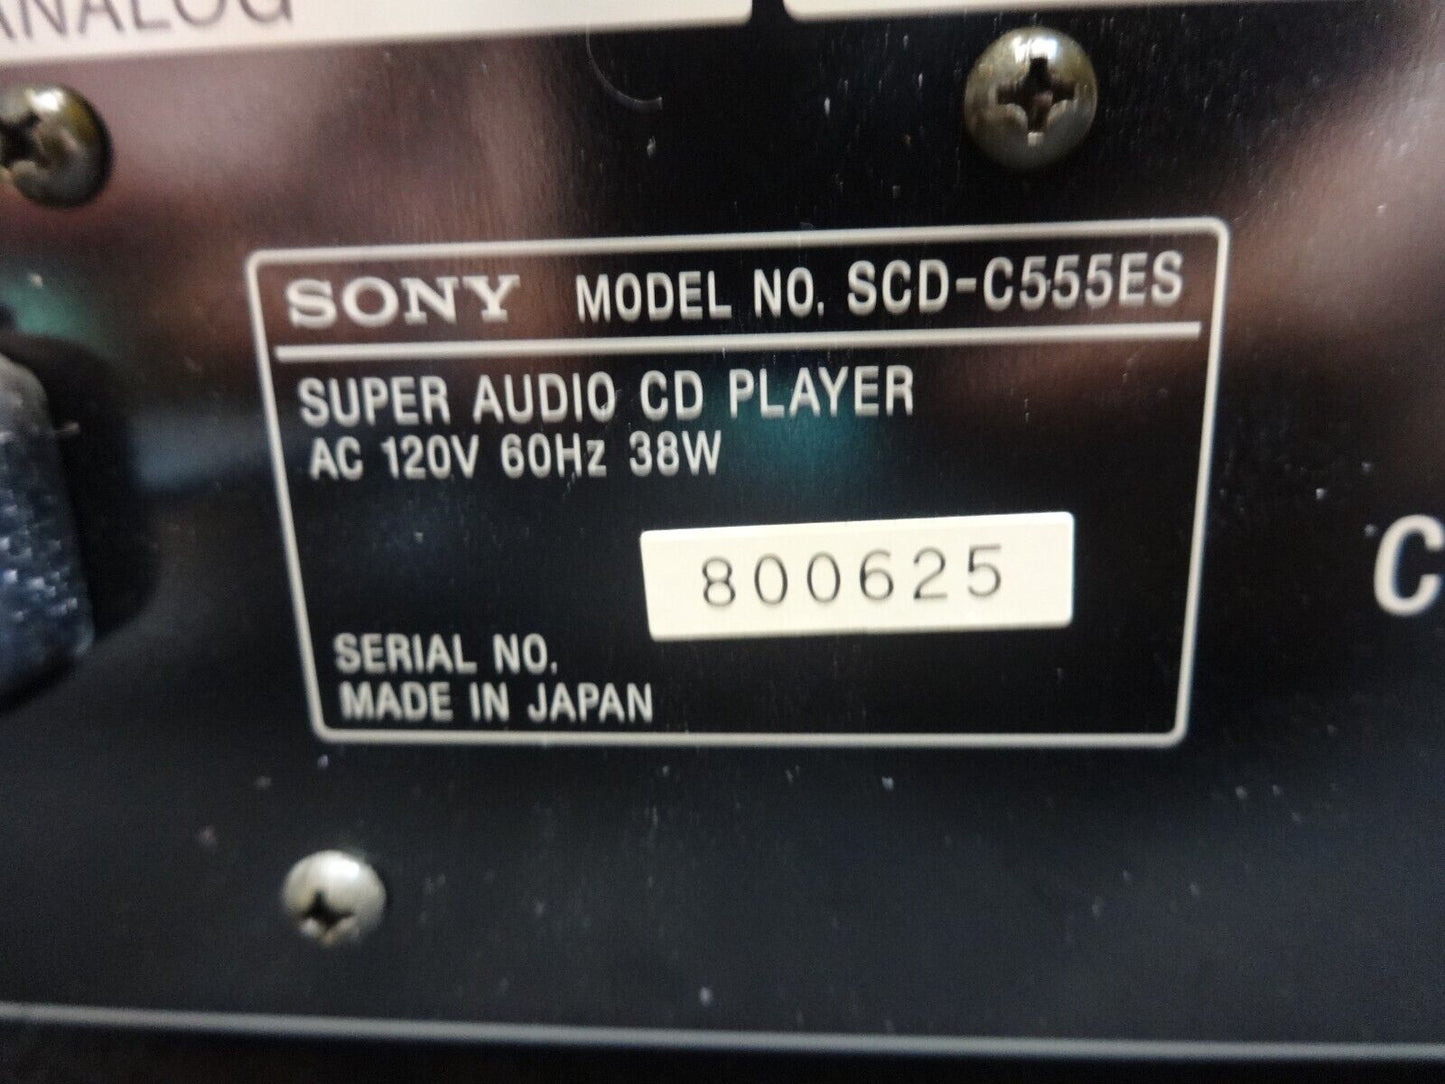 ANALOG
SONY MODEL NO. SCD-C555ES
SUPER AUDIO CD PLAYER
AC 120V 60Hz 38W
800625
SERIAL NO.
MADE IN JAPAN